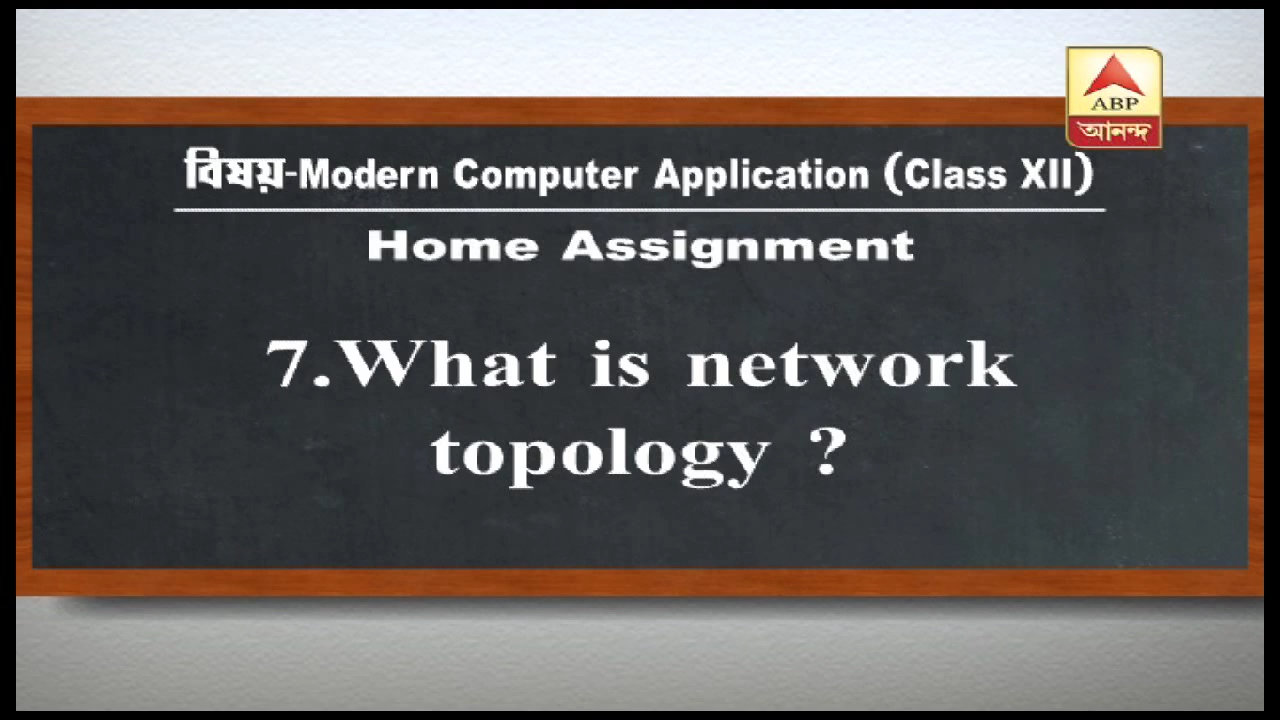 ABP
আনন্দ
বিষয়-Modern Computer Application (Class XII)
Home Assignment
7.What is network
topology ?